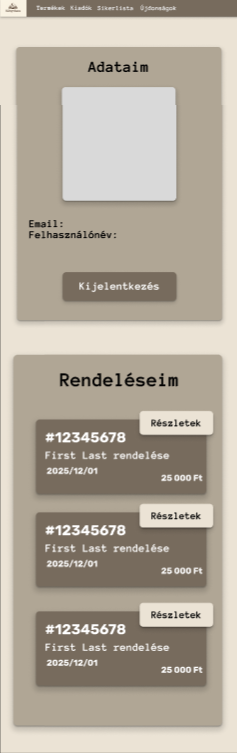 Termékek Kiadók Sikerlista Újdonságok
Adataim
Email:
Felhasználónév:
Kijelentkezés
Rendeléseim
Részletek
#12345678
First Last rendelése
2025/12/01
25 000 Ft
Részletek
#12345678
First Last rendelése
2025/12/01
25 000 Ft
Részletek
#12345678
First Last rendelése
2025/12/01
25 000 Ft